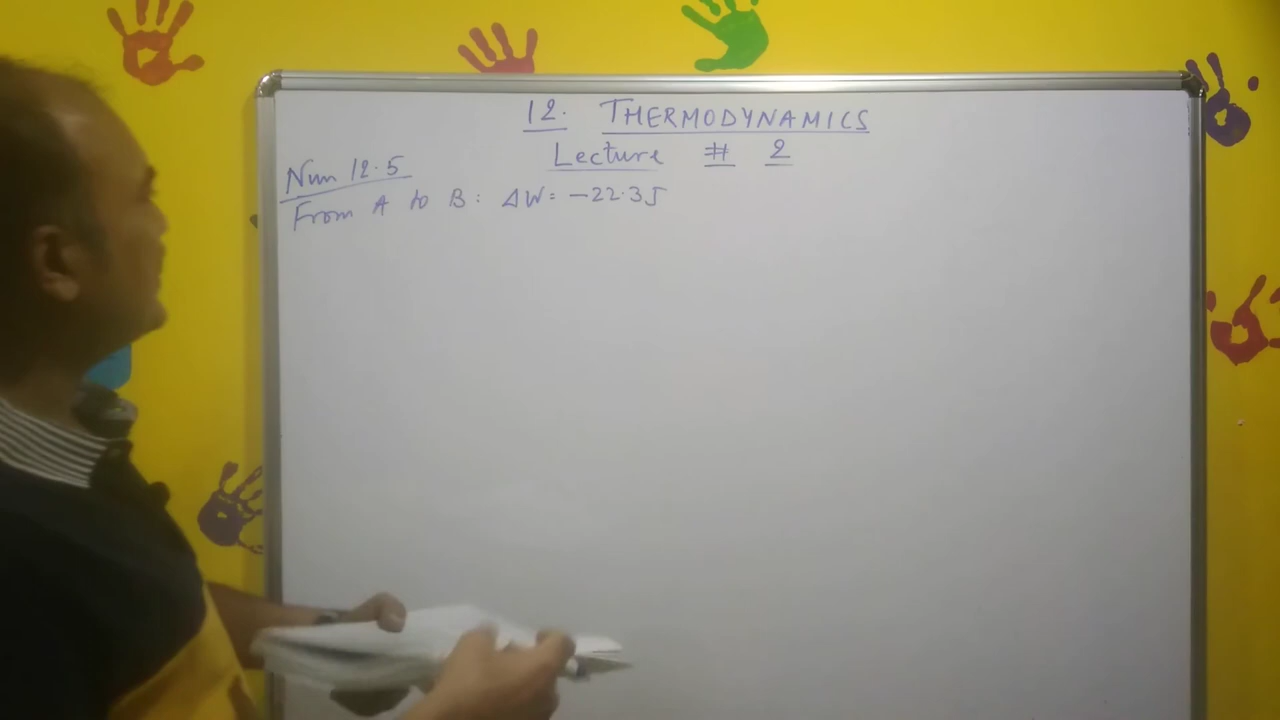 12. THERMODYNAMICS
Lecture # 2
Num 12.5
From A to B: ΔW= -22.3J